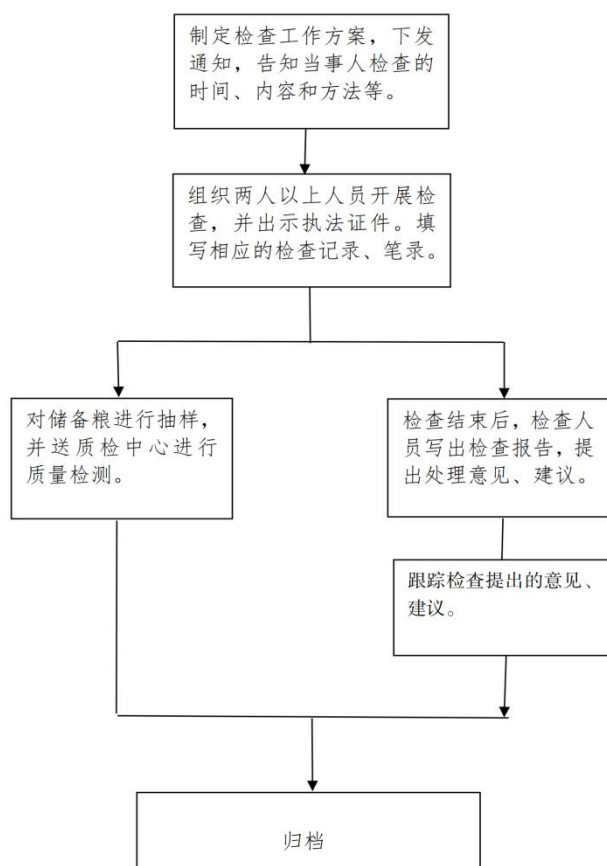 制定检查工作方案，下发
通知，告知当事人检查的
时间、内容和方法等。
组织两人以上人员开展检
查，并出示执法证件。填
写相应的检查记录、笔录。
对储备粮进行抽样，
并送质检中心进行
质量检测。
检查结束后，检查人
员写出检查报告，提
出处理意见、建议。
跟踪检查提出的意见、
建议。
归档